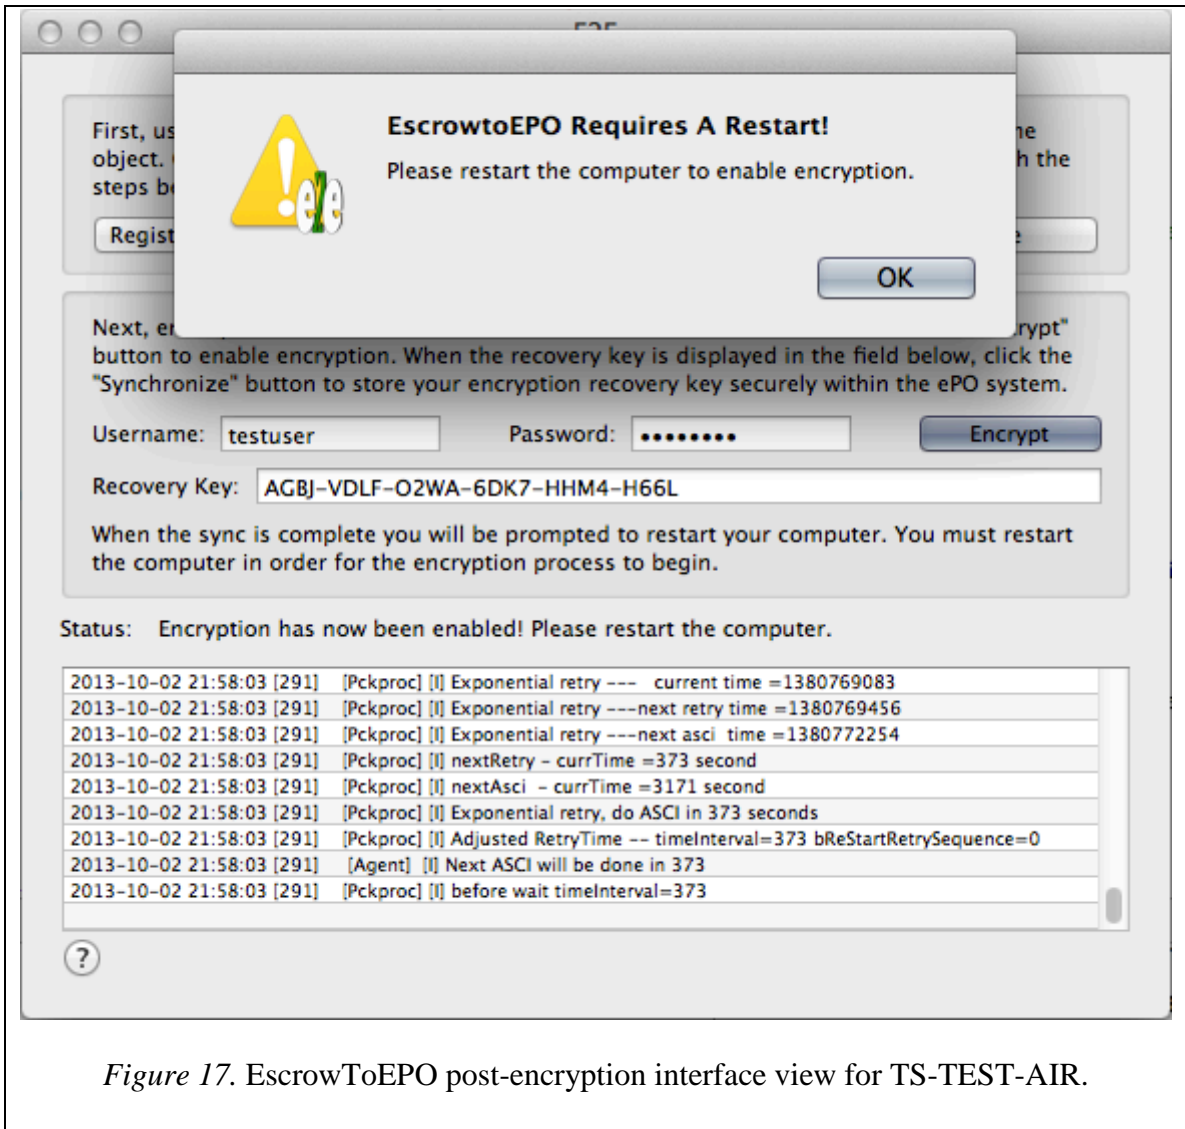 EscrowtoEPO Requires A Restart!
Please restart the computer to enable encryption.
OK
First, us
object.
h the
steps be
Regist
Next, er
rypt"
button to enable encryption. When the recovery key is displayed in the field below, click the
"Synchronize" button to store your encryption recovery key securely within the ePO system.
Username: testuser Password: •••••••• Encrypt
Recovery Key: AGBJ-VDLF-O2WA-6DK7-HHM4-H66L
When the sync is complete you will be prompted to restart your computer. You must restart
the computer in order for the encryption process to begin.
Status: Encryption has now been enabled! Please restart the computer.
2013-10-02 21:58:03 [291] [Pckproc] [I] Exponential retry --- current time =1380769083
2013-10-02 21:58:03 [291] [Pckproc] [I] Exponential retry ---next retry time =1380769456
2013-10-02 21:58:03 [291] [Pckproc] [I] Exponential retry ---next asci time =1380772254
2013-10-02 21:58:03 [291] [Pckproc] [I] nextRetry - currTime =373 second
2013-10-02 21:58:03 [291] [Pckproc] [I] nextAsci - currTime =3171 second
2013-10-02 21:58:03 [291] [Pckproc] [I] Exponential retry, do ASCI in 373 seconds
2013-10-02 21:58:03 [291] [Pckproc] [I] Adjusted RetryTime -- timeInterval=373 bReStartRetrySequence=0
2013-10-02 21:58:03 [291] [Agent] [I] Next ASCI will be done in 373
2013-10-02 21:58:03 [291] [Pckproc] [I] before wait timeInterval=373
?
Figure 17. EscrowToEPO post-encryption interface view for TS-TEST-AIR.